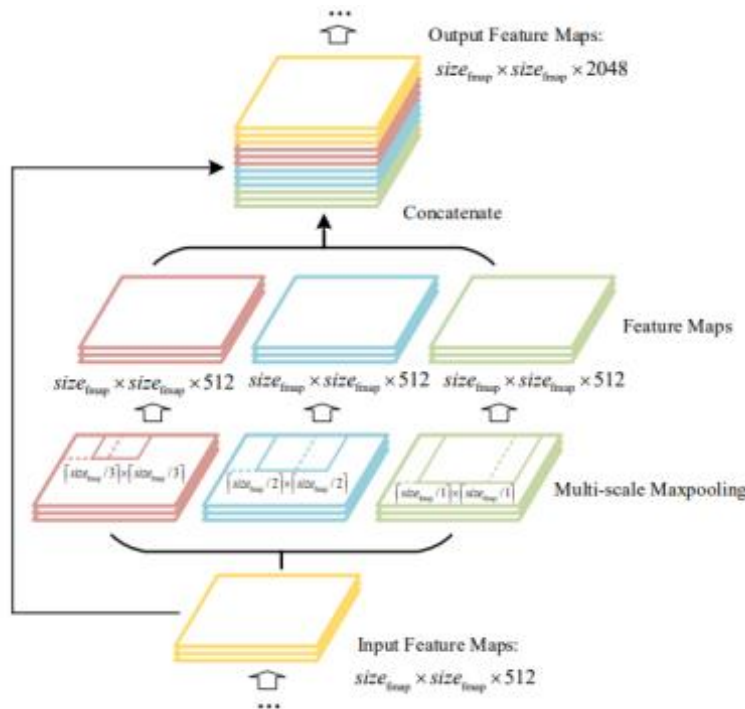 ...
Output Feature Maps:
size_fmap × size_fmap × 2048
Concatenate
Feature Maps
size_fmap × size_fmap × 512
size_fmap × size_fmap × 512
size_fmap × size_fmap × 512
⌈size_fmap/3⌉×⌈size_fmap/3⌉
⌈size_fmap/2⌉×⌈size_fmap/2⌉
⌈size_fmap/1⌉×⌈size_fmap/1⌉
Multi-scale Maxpooling
Input Feature Maps:
size_fmap × size_fmap × 512
...